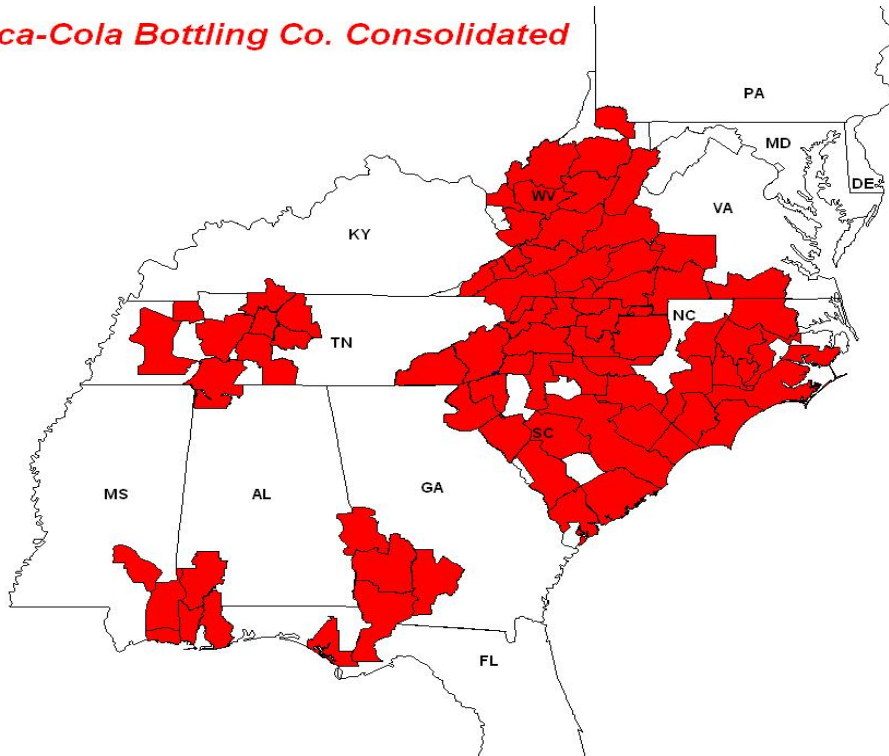 ca-Cola Bottling Co. Consolidated
PA
MD
DE
WV
VA
KY
NC
TN
SC
GA
MS
AL
FL